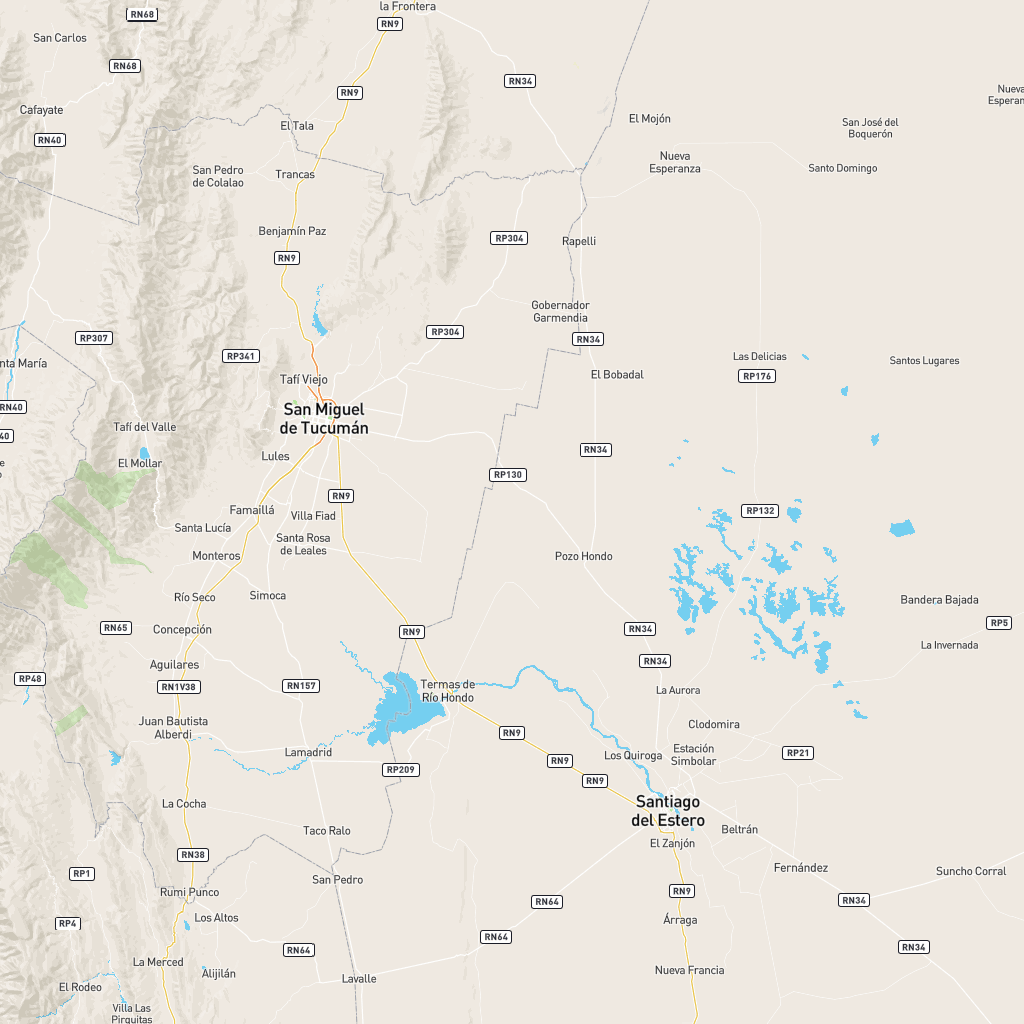 la Frontera
RN68
RN9
San Carlos
RN68
RN34
RN9
Nueva
Esperan
Cafayate
El Mojón
San José del
Boquerón
El Tala
RN40
Nueva
Esperanza
Santo Domingo
San Pedro
de Colalao
Trancas
Benjamín Paz
RP304
Rapelli
RN9
Gobernador
Garmendia
RP304
RP307
RN34
RP341
Las Delicias
Santos Lugares
nta María
Tafí Viejo
El Bobadal
RP176
RN40
San Miguel
de Tucumán
Tafí del Valle
40
RN34
Lules
El Mollar
e
RP130
RN9
Famaillá
Villa Fiad
RP132
Santa Lucía
Santa Rosa
de Leales
Monteros
Pozo Hondo
Río Seco
Simoca
Bandera Bajada
RN65
Concepción
RN9
RN34
RP5
La Invernada
Aguilares
RN34
RP48
RN1V38
RN157
Termas de
Río Hondo
La Aurora
Juan Bautista
Alberdi
RN9
Clodomira
Lamadrid
RN9
Los Quiroga
Estación
Simbolar
RP21
RP209
RN9
La Cocha
Santiago
del Estero
Taco Ralo
Beltrán
El Zanjón
RN38
RP1
San Pedro
Fernández
Suncho Corral
Rumi Punco
RN9
RN64
RN34
Los Altos
RP4
Árraga
RN64
RN64
RN34
La Merced
Alijilán
Lavalle
Nueva Francia
El Rodeo
Villa Las
Pirquitas